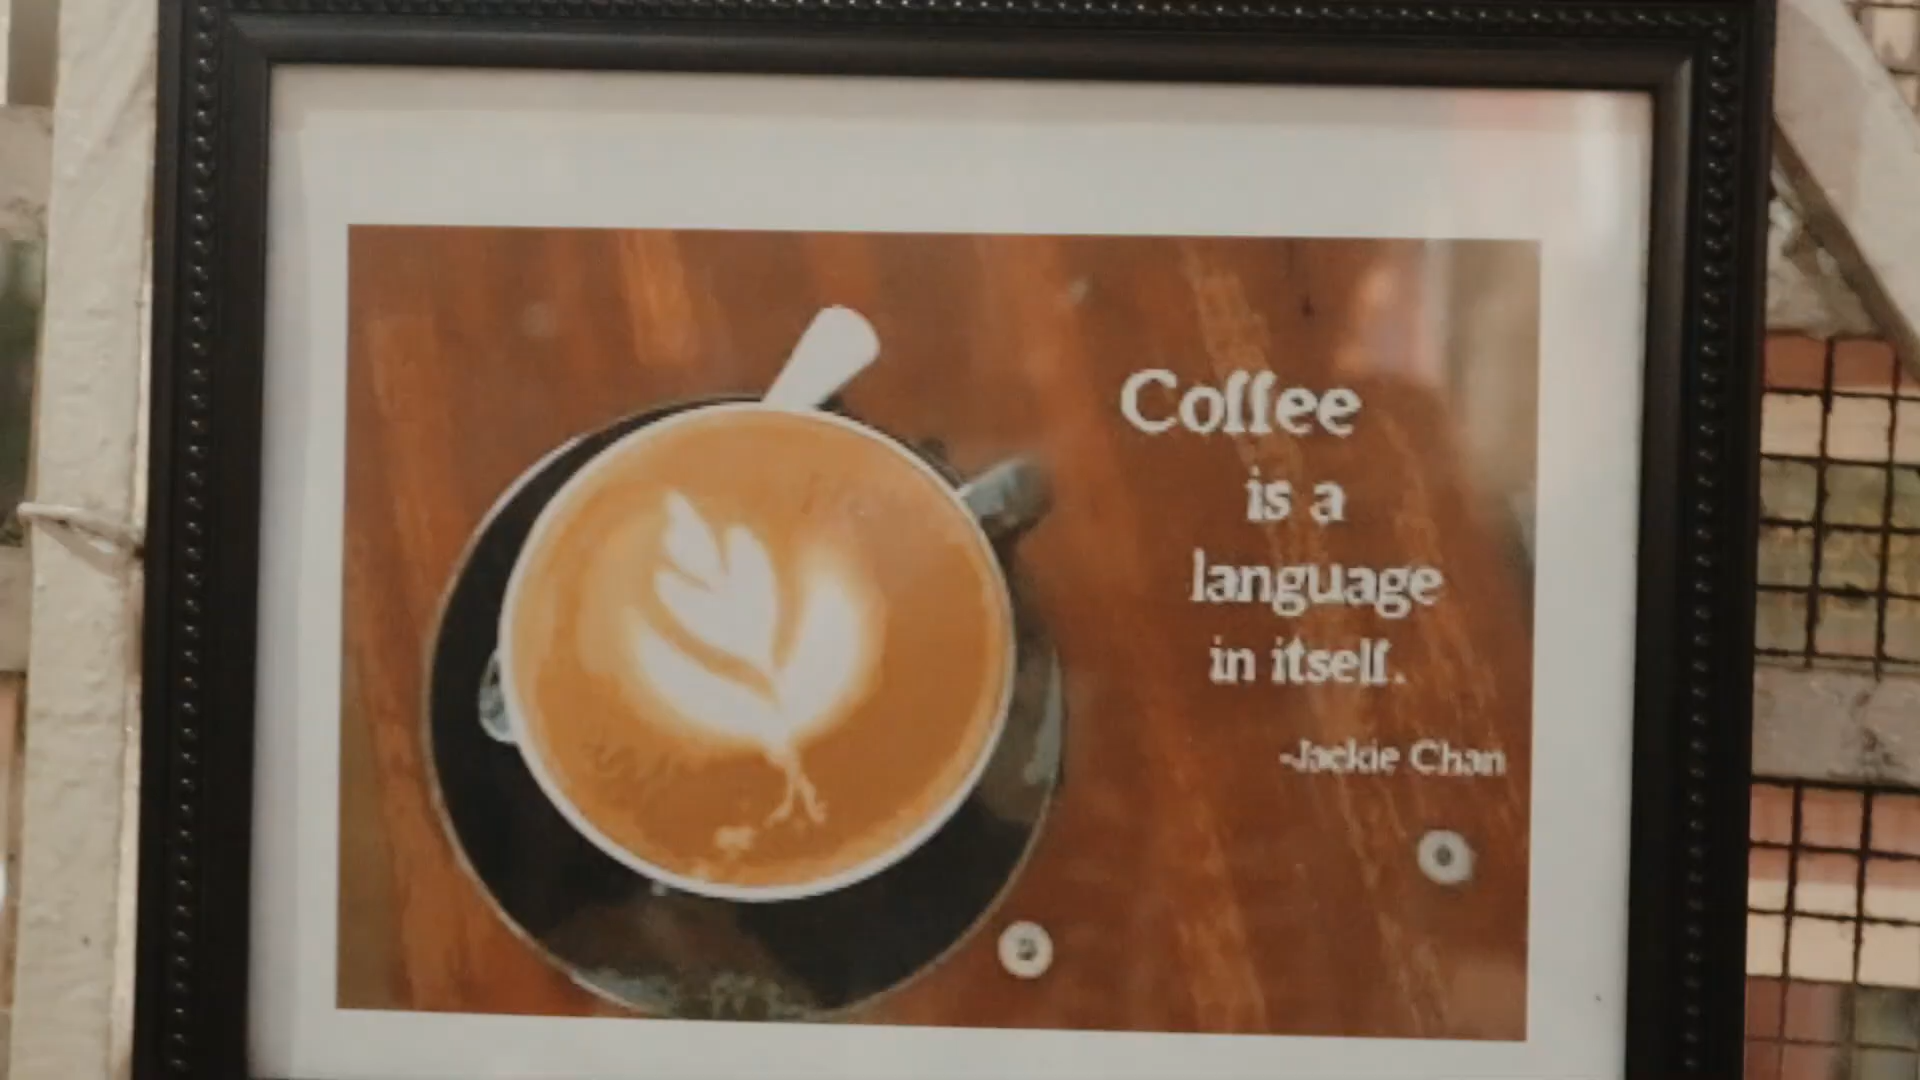 Coffee
is a
language
in itself.
-Jackie Chan